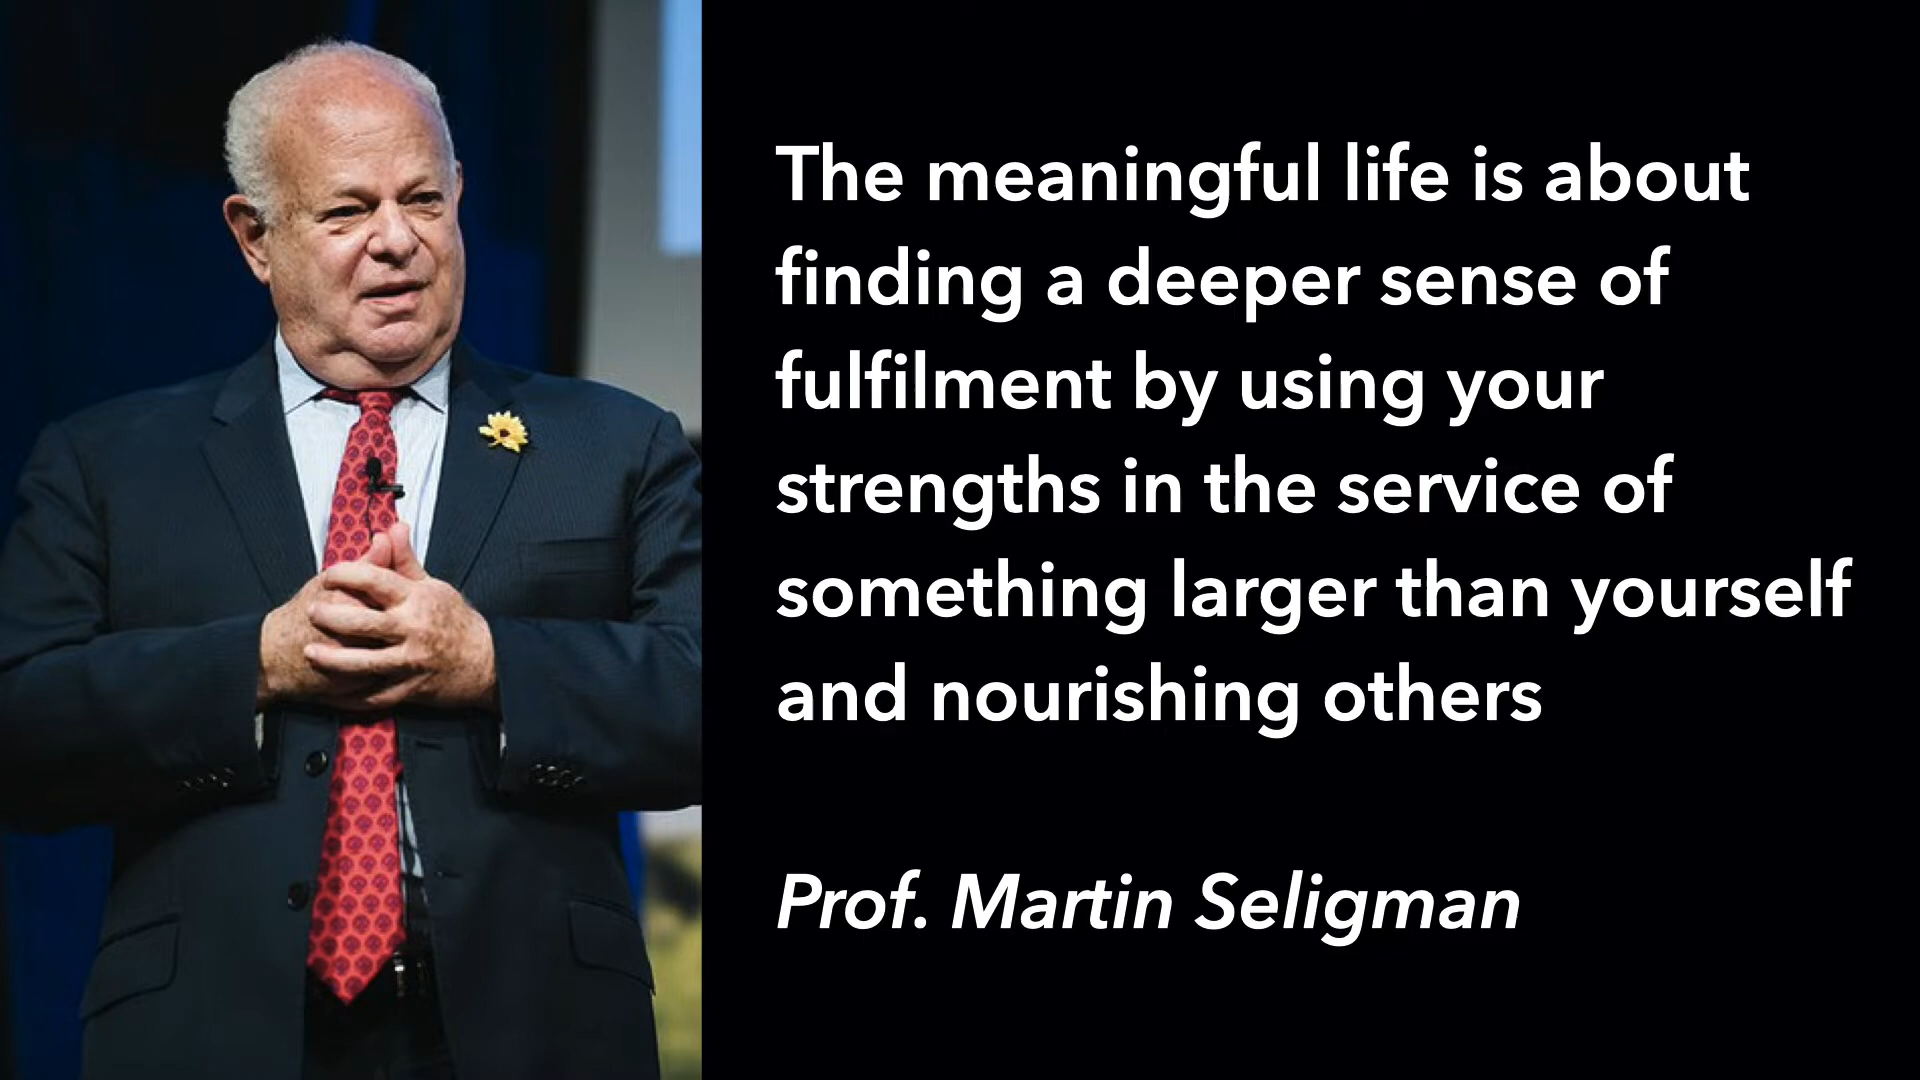 The meaningful life is about
finding a deeper sense of
fulfilment by using your
strengths in the service of
something larger than yourself
and nourishing others
Prof. Martin Seligman